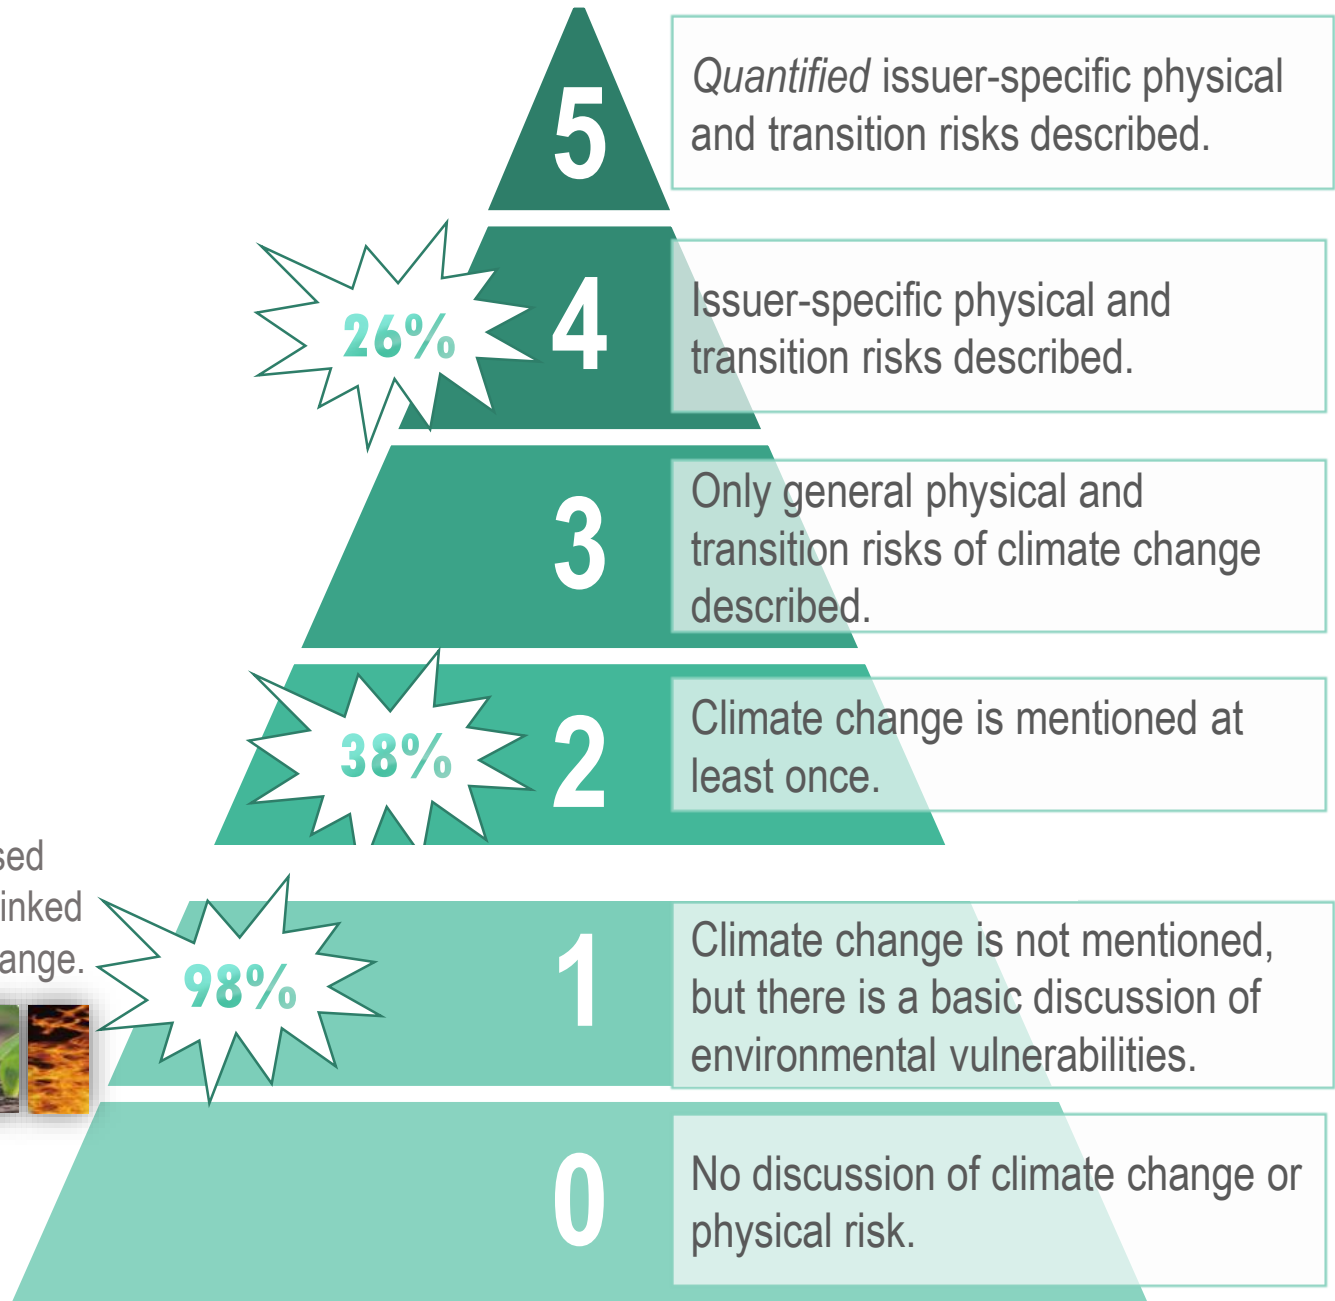 5
Quantified issuer-specific physical
and transition risks described.
26%
4
Issuer-specific physical and
transition risks described.
3
Only general physical and
transition risks of climate change
described.
38%
2
Climate change is mentioned at
least once.
98%
1
Climate change is not mentioned,
but there is a basic discussion of
environmental vulnerabilities.
0
No discussion of climate change or
physical risk.